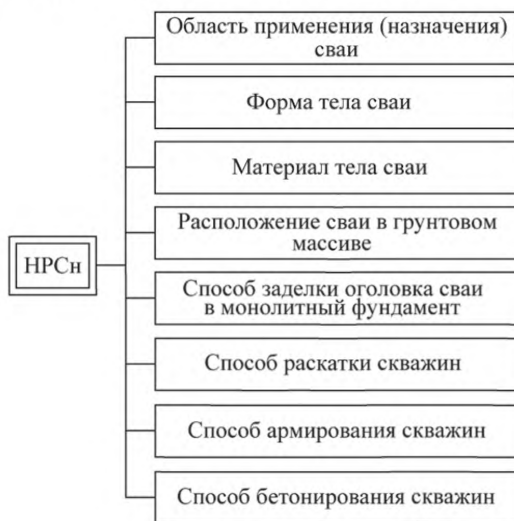 Область применения (назначения)
сваи
Форма тела сваи
Материал тела сваи
Расположение сваи в грунтовом
массиве
НРСн
Способ заделки оголовка сваи
в монолитный фундамент
Способ раскатки скважин
Способ армирования скважин
Способ бетонирования скважин